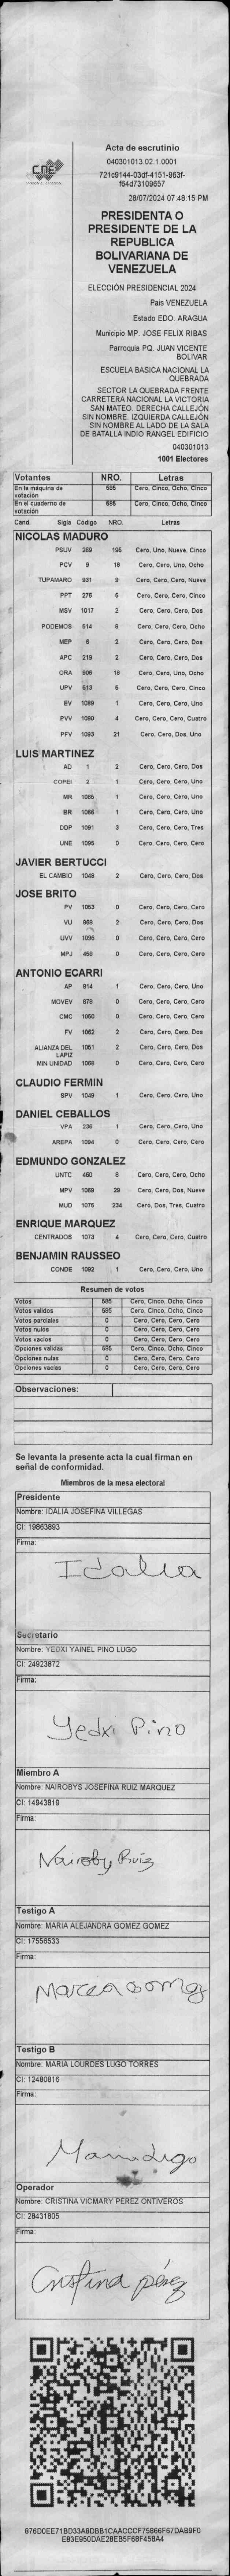 CNE
Acta de escrutinio
040301013.02.1.0001
721c9144-03df-4151-963f-
f64d73109657
28/07/2024 07:48:15 PM
PRESIDENTA O
PRESIDENTE DE LA
REPUBLICA
BOLIVARIANA DE
VENEZUELA
ELECCIÓN PRESIDENCIAL 2024
Pais VENEZUELA
Estado EDO. ARAGUA
Municipio MP. JOSE FELIX RIBAS
Parroquia PQ. JUAN VICENTE
BOLIVAR
ESCUELA BASICA NACIONAL LA
QUEBRADA
SECTOR LA QUEBRADA FRENTE
CARRETERA NACIONAL LA VICTORIA
SAN MATEO. DERECHA CALLEJÓN
SIN NOMBRE. IZQUIERDA CALLEJÓN
SIN NOMBRE AL LADO DE LA SALA
DE BATALLA INDIO RANGEL EDIFICIO
040301013
1001 Electores
Votantes NRO. Letras
En la máquina de votación 585 Cero, Cinco, Ocho, Cinco
En el cuaderno de votación 585 Cero, Cinco, Ocho, Cinco
Cand. Sigla Código NRO. Letras
NICOLAS MADURO
PSUV 269 195 Cero, Uno, Nueve, Cinco
PCV 9 18 Cero, Cero, Uno, Ocho
TUPAMARO 931 9 Cero, Cero, Cero, Nueve
PPT 275 5 Cero, Cero, Cero, Cinco
MSV 1017 2 Cero, Cero, Cero, Dos
PODEMOS 514 8 Cero, Cero, Cero, Ocho
MEP 5 2 Cero, Cero, Cero, Dos
APC 219 2 Cero, Cero, Cero, Dos
ORA 906 18 Cero, Cero, Uno, Ocho
UPV 513 5 Cero, Cero, Cero, Cinco
EV 1089 1 Cero, Cero, Cero, Uno
PVV 1090 4 Cero, Cero, Cero, Cuatro
PFV 1093 21 Cero, Cero, Dos, Uno
LUIS MARTINEZ
AD 1 2 Cero, Cero, Cero, Dos
COPEI 2 1 Cero, Cero, Cero, Uno
MR 1065 1 Cero, Cero, Cero, Uno
BR 1066 1 Cero, Cero, Cero, Uno
DDP 1091 3 Cero, Cero, Cero, Tres
UNE 1095 0 Cero, Cero, Cero, Cero
JAVIER BERTUCCI
EL CAMBIO 1048 2 Cero, Cero, Cero, Dos
JOSE BRITO
PV 1053 0 Cero, Cero, Cero, Cero
VU 869 2 Cero, Cero, Cero, Dos
UVV 1096 0 Cero, Cero, Cero, Cero
MPJ 458 0 Cero, Cero, Cero, Cero
ANTONIO ECARRI
AP 814 1 Cero, Cero, Cero, Uno
MOVEV 878 0 Cero, Cero, Cero, Cero
CMC 1050 0 Cero, Cero, Cero, Cero
FV 1062 2 Cero, Cero, Cero, Dos
ALIANZA DEL LAPIZ 1051 2 Cero, Cero, Cero, Dos
MIN UNIDAD 1088 0 Cero, Cero, Cero, Cero
CLAUDIO FERMIN
SPV 1049 1 Cero, Cero, Cero, Uno
DANIEL CEBALLOS
VPA 236 1 Cero, Cero, Cero, Uno
AREPA 1094 0 Cero, Cero, Cero, Cero
EDMUNDO GONZALEZ
UNTC 460 8 Cero, Cero, Cero, Ocho
MPV 1069 29 Cero, Cero, Dos, Nueve
MUD 1075 234 Cero, Dos, Tres, Cuatro
ENRIQUE MARQUEZ
CENTRADOS 1073 4 Cero, Cero, Cero, Cuatro
BENJAMIN RAUSSEO
CONDE 1092 1 Cero, Cero, Cero, Uno
Resumen de votos
Votos 585 Cero, Cinco, Ocho, Cinco
Votos validos 585 Cero, Cinco, Ocho, Cinco
Votos parciales 0 Cero, Cero, Cero, Cero
Votos nulos 0 Cero, Cero, Cero, Cero
Votos vacios 0 Cero, Cero, Cero, Cero
Opciones validas 585 Cero, Cinco, Ocho, Cinco
Opciones nulas 0 Cero, Cero, Cero, Cero
Opciones vacias 0 Cero, Cero, Cero, Cero
Observaciones:
Se levanta la presente acta la cual firman en
señal de conformidad.
Miembros de la mesa electoral
Presidente
Nombre: IDALIA JOSEFINA VILLEGAS
CI: 19863893
Firma:
Idalia
Secretario
Nombre: YEDXI YAINEL PINO LUGO
CI: 24923872
Firma:
Yedxi Pino
Miembro A
Nombre: NAIROBYS JOSEFINA RUIZ MARQUEZ
CI: 14943819
Firma:
Nairoby Ruiz
Testigo A
Nombre: MARIA ALEJANDRA GOMEZ GOMEZ
CI: 17556533
Firma:
Testigo B
Nombre: MARIA LOURDES LUGO TORRES
CI: 12480816
Firma:
Operador
Nombre: CRISTINA VICMARY PEREZ ONTIVEROS
CI: 28431805
Firma:
Cristina pérez
876D0EE71BD33A8DBB1CAACCCF75866F67DAB9F0
EB3E950DAE28EB5F68F45BA4